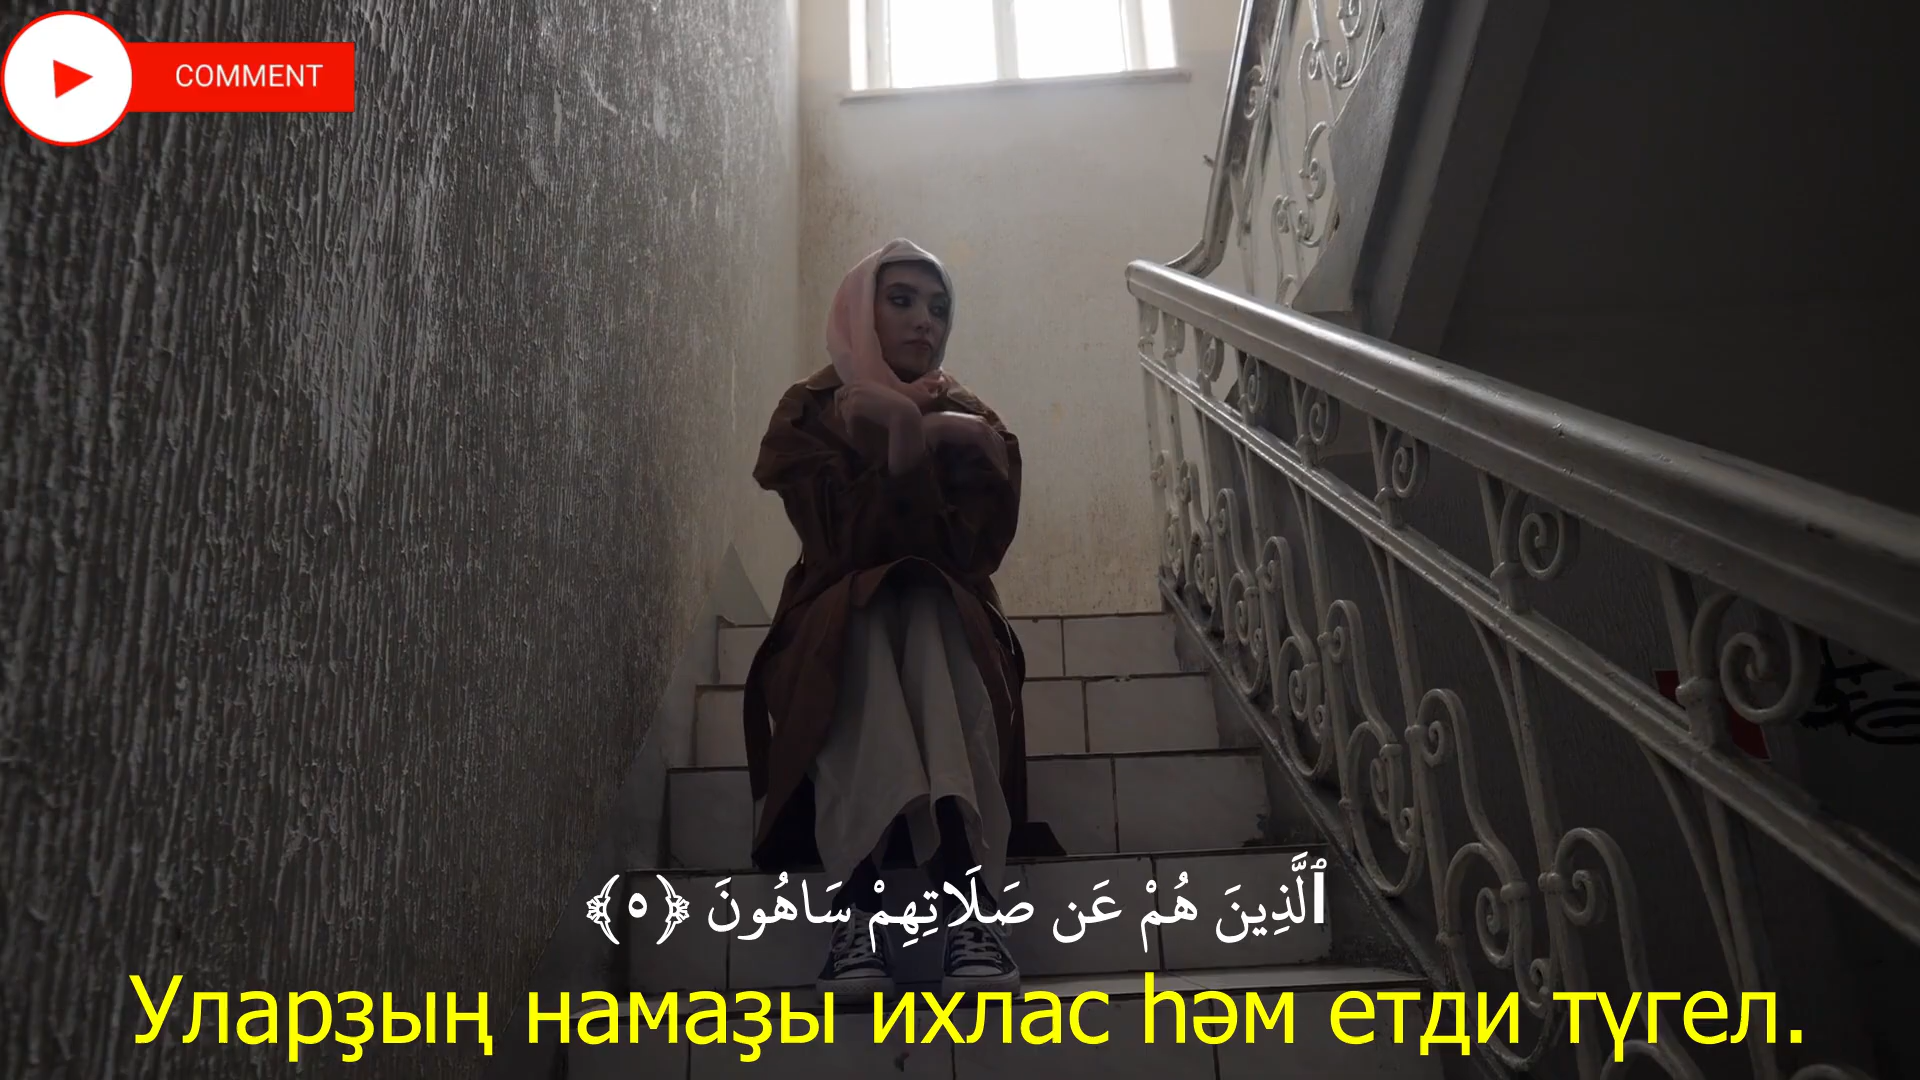 COMMENT
ٱلَّذِينَ هُمْ عَن صَلَاتِهِمْ سَاهُونَ ﴿٥﴾
Уларҙың намаҙы ихлас һәм етди түгел.